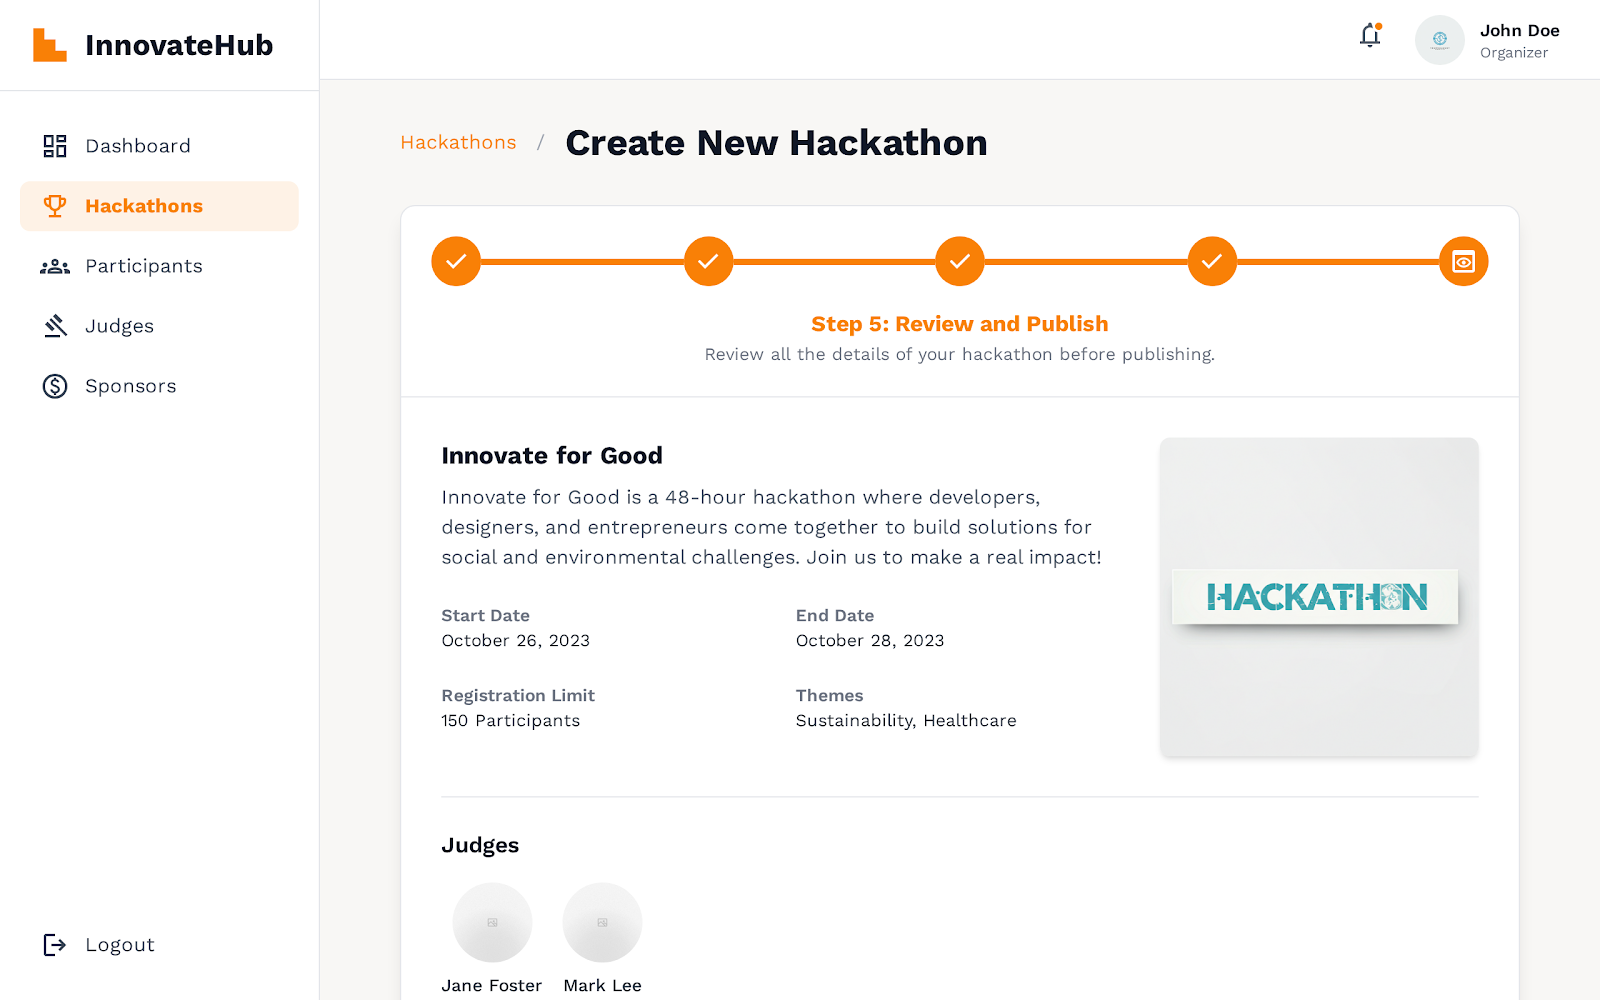 InnovateHub
John Doe
Organizer
Dashboard
Hackathons
Participants
Judges
Sponsors
Logout
Hackathons / Create New Hackathon
Step 5: Review and Publish
Review all the details of your hackathon before publishing.
Innovate for Good
Innovate for Good is a 48-hour hackathon where developers,
designers, and entrepreneurs come together to build solutions for
social and environmental challenges. Join us to make a real impact!
Start Date
October 26, 2023
End Date
October 28, 2023
Registration Limit
150 Participants
Themes
Sustainability, Healthcare
HACKATHON
Judges
Jane Foster
Mark Lee